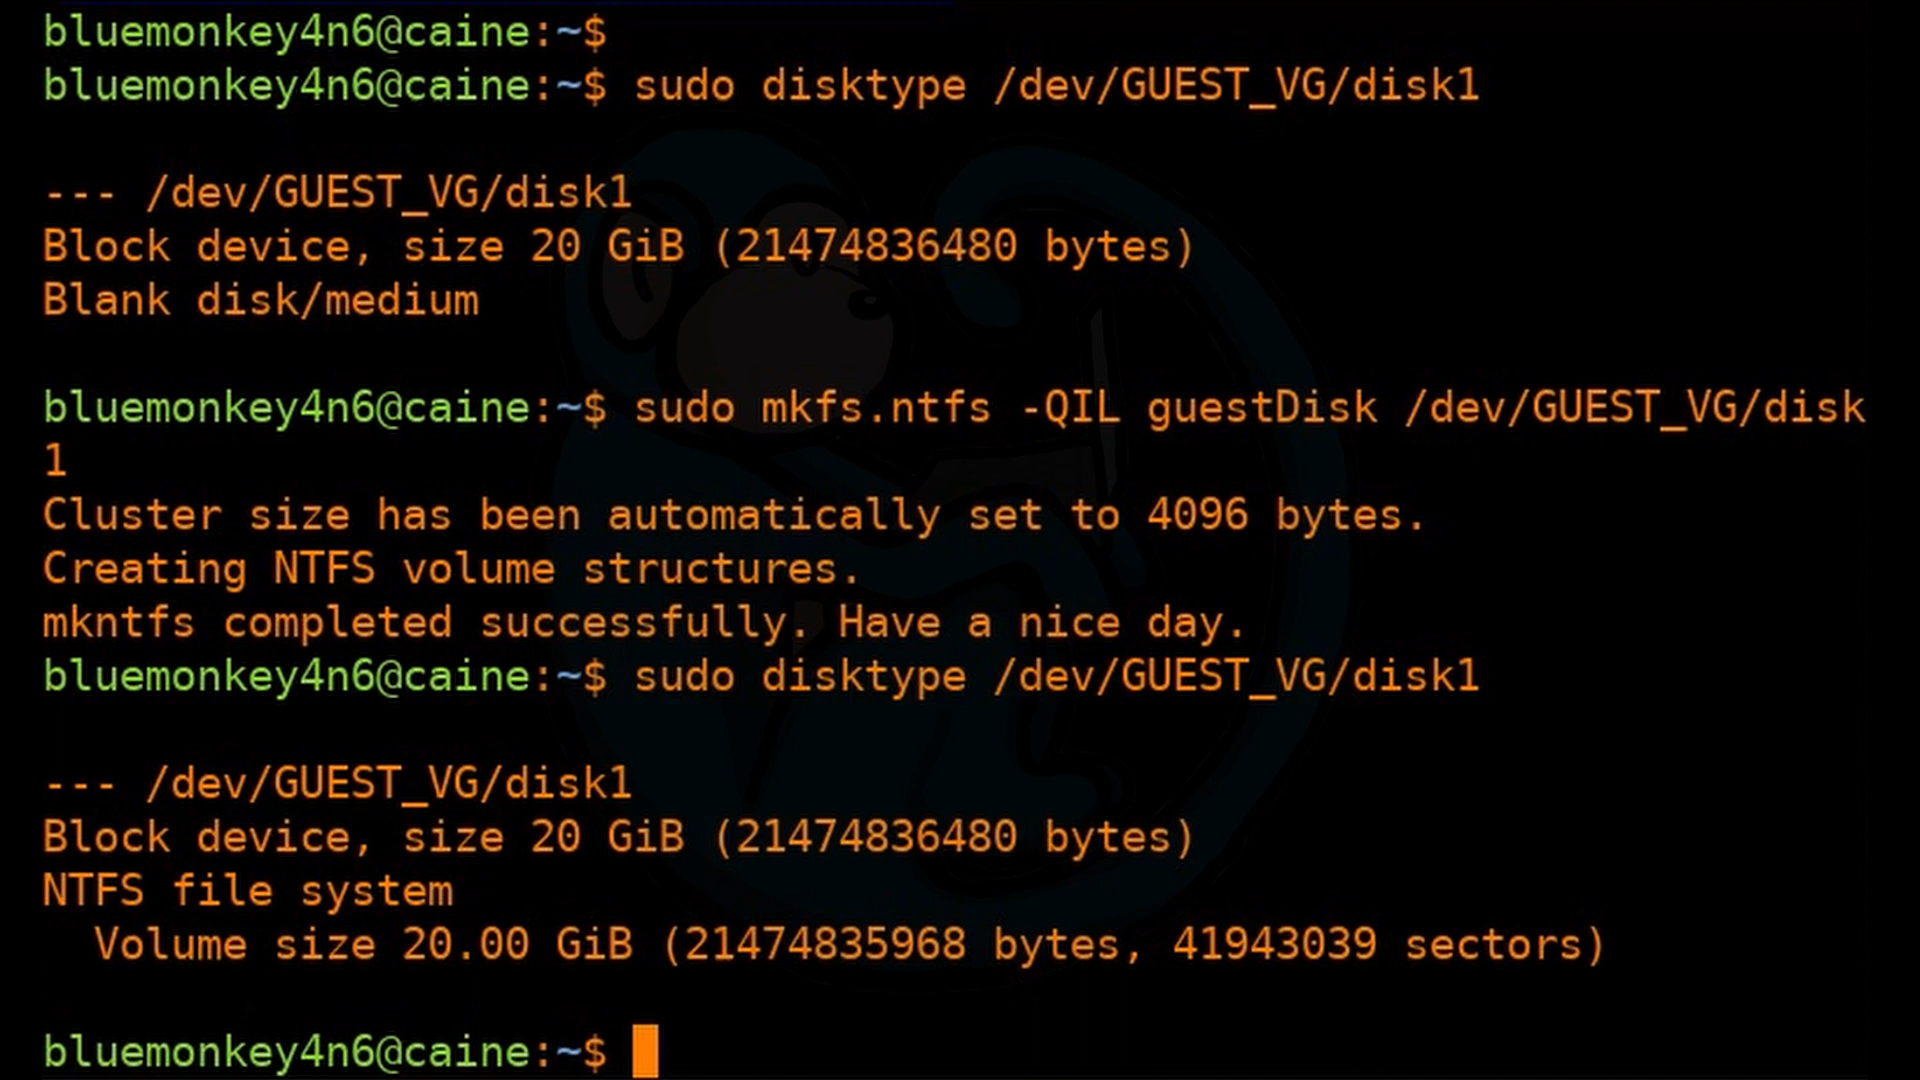 bluemonkey4n6@caine:~$
bluemonkey4n6@caine:~$ sudo disktype /dev/GUEST_VG/disk1
--- /dev/GUEST_VG/disk1
Block device, size 20 GiB (21474836480 bytes)
Blank disk/medium
bluemonkey4n6@caine:~$ sudo mkfs.ntfs -QIL guestDisk /dev/GUEST_VG/disk
1
Cluster size has been automatically set to 4096 bytes.
Creating NTFS volume structures.
mkntfs completed successfully. Have a nice day.
bluemonkey4n6@caine:~$ sudo disktype /dev/GUEST_VG/disk1
--- /dev/GUEST_VG/disk1
Block device, size 20 GiB (21474836480 bytes)
NTFS file system
  Volume size 20.00 GiB (21474835968 bytes, 41943039 sectors)
bluemonkey4n6@caine:~$